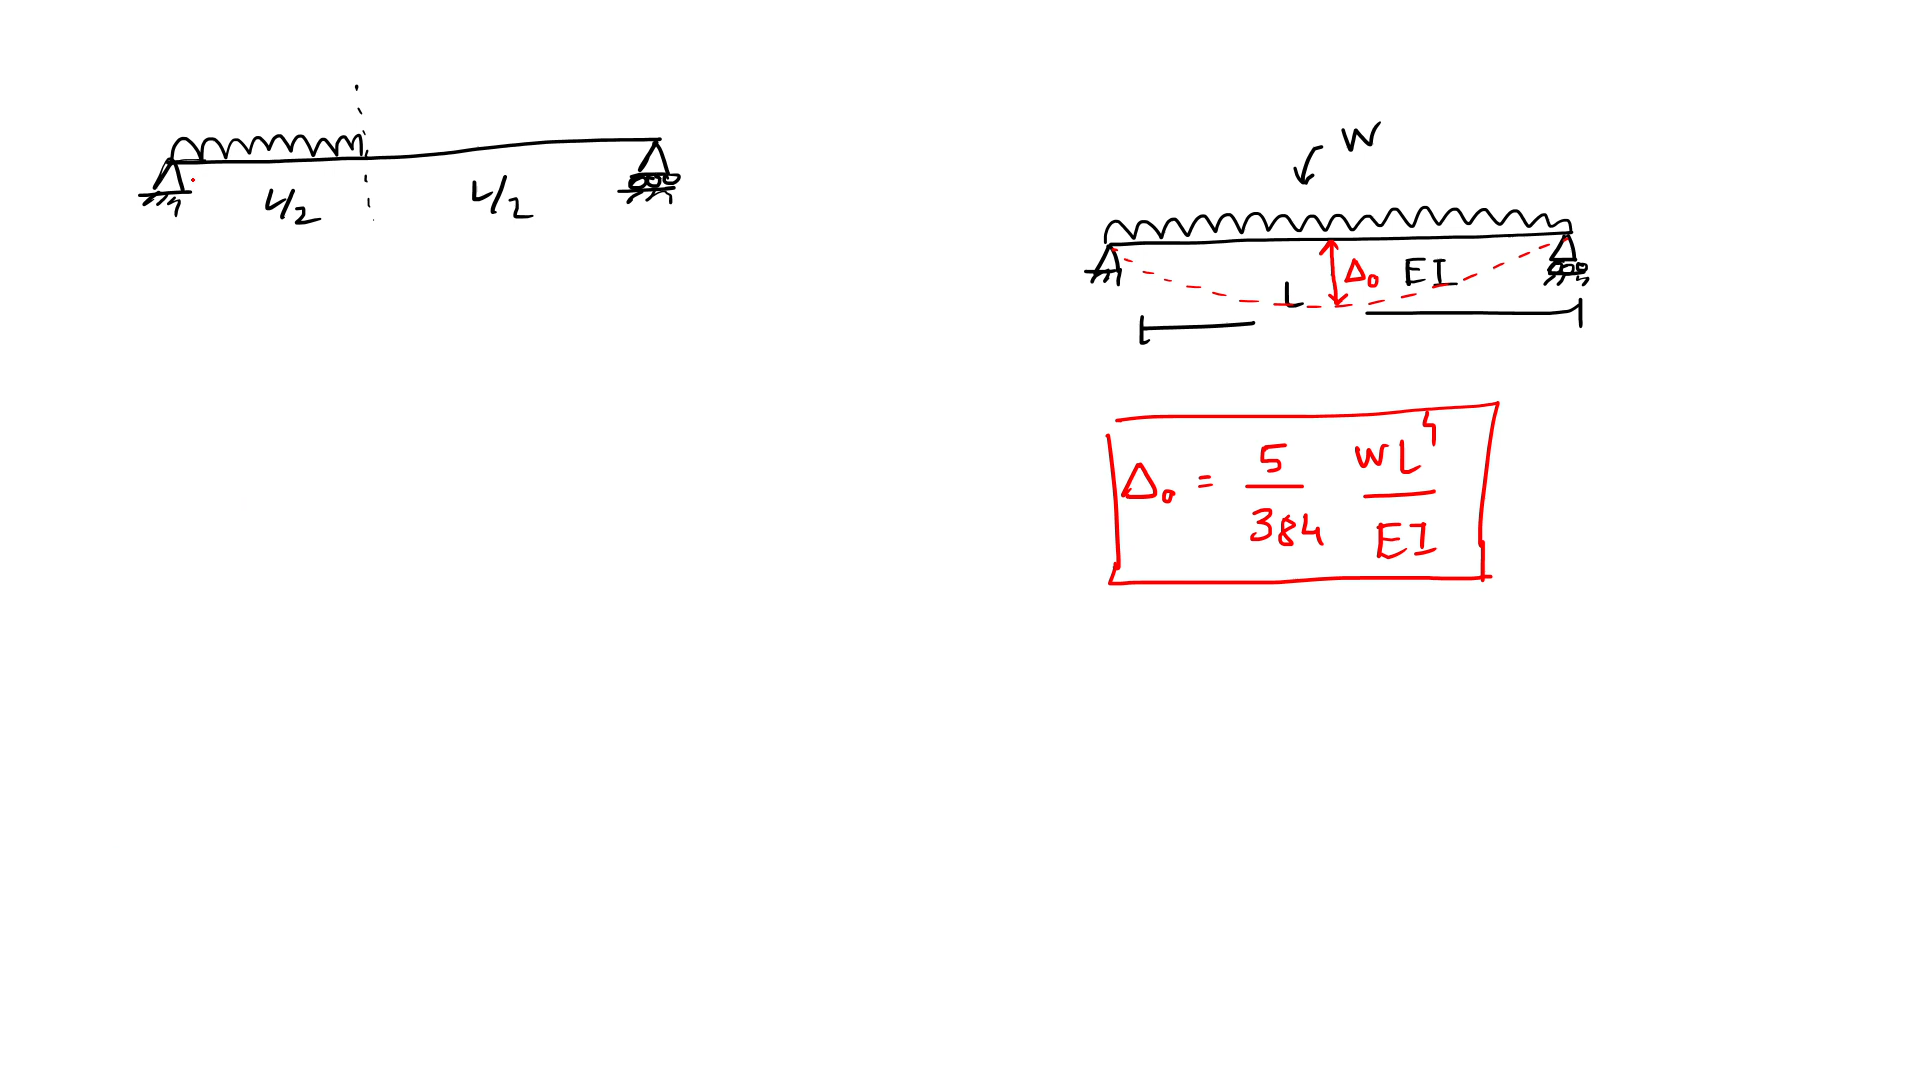 L/2 L/2
W
Δ₀ EI
L
Δ₀ = 5/384 WL⁴/EI